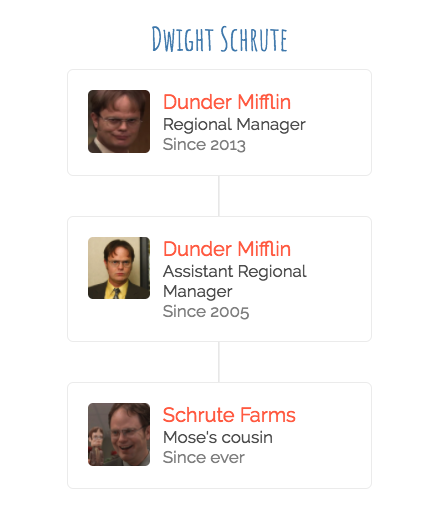 Dwight Schrute
Dunder Mifflin
Regional Manager
Since 2013
Dunder Mifflin
Assistant Regional
Manager
Since 2005
Schrute Farms
Mose's cousin
Since ever